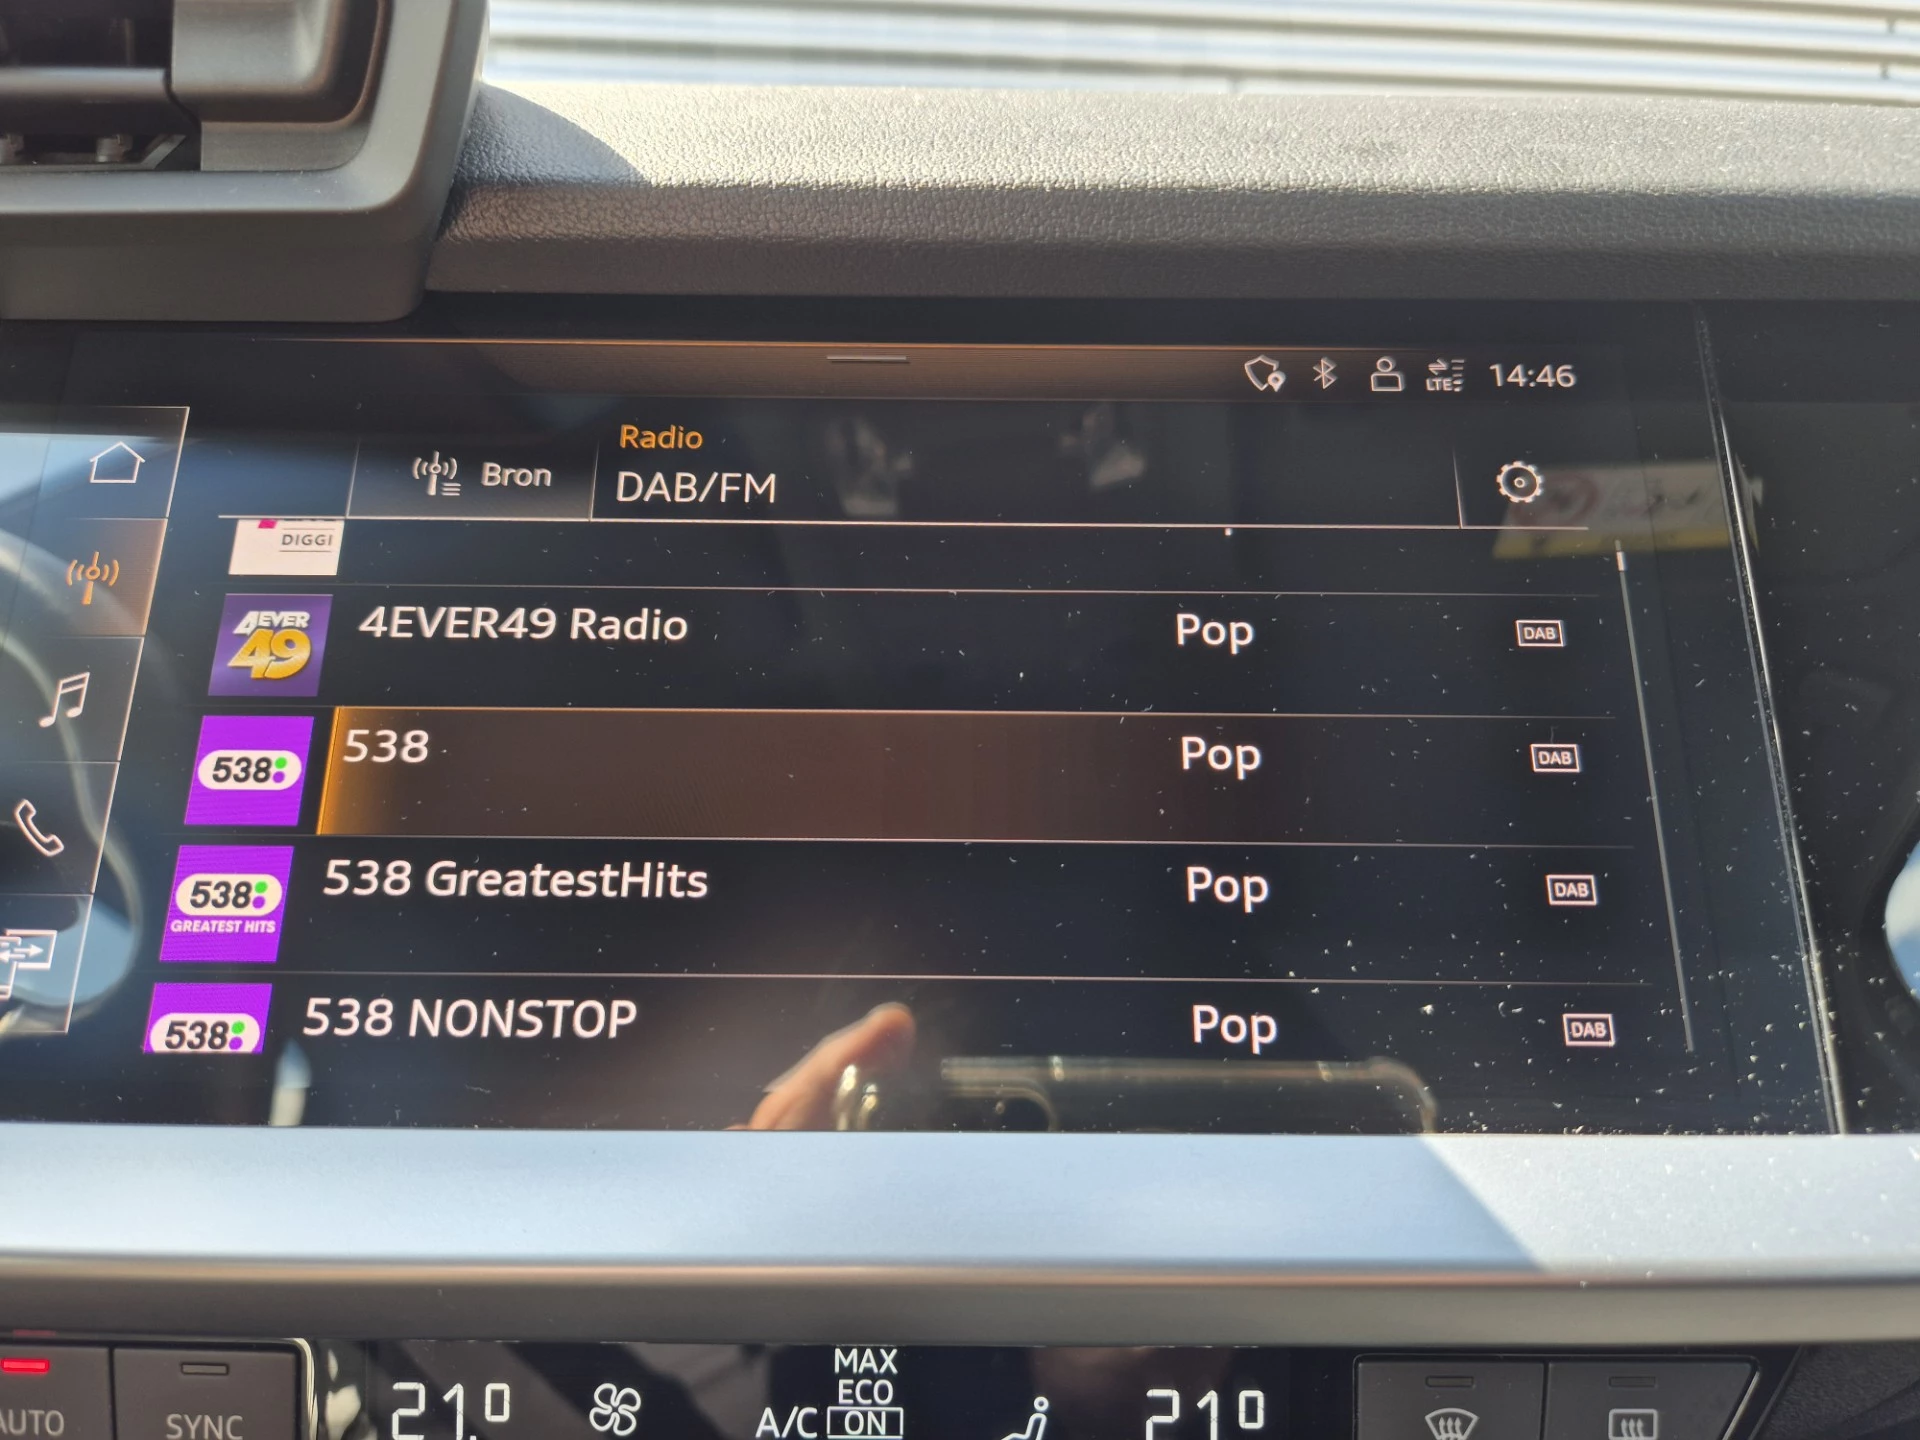 LTE 14:46
Radio
Bron DAB/FM
DIGGI
4EVER 49 4EVER49 Radio Pop DAB
538 538 Pop DAB
538 GREATEST HITS 538 GreatestHits Pop DAB
538 538 NONSTOP Pop DAB
MAX
ECO
AUTO SYNC 21.0 A/C ON 21.0